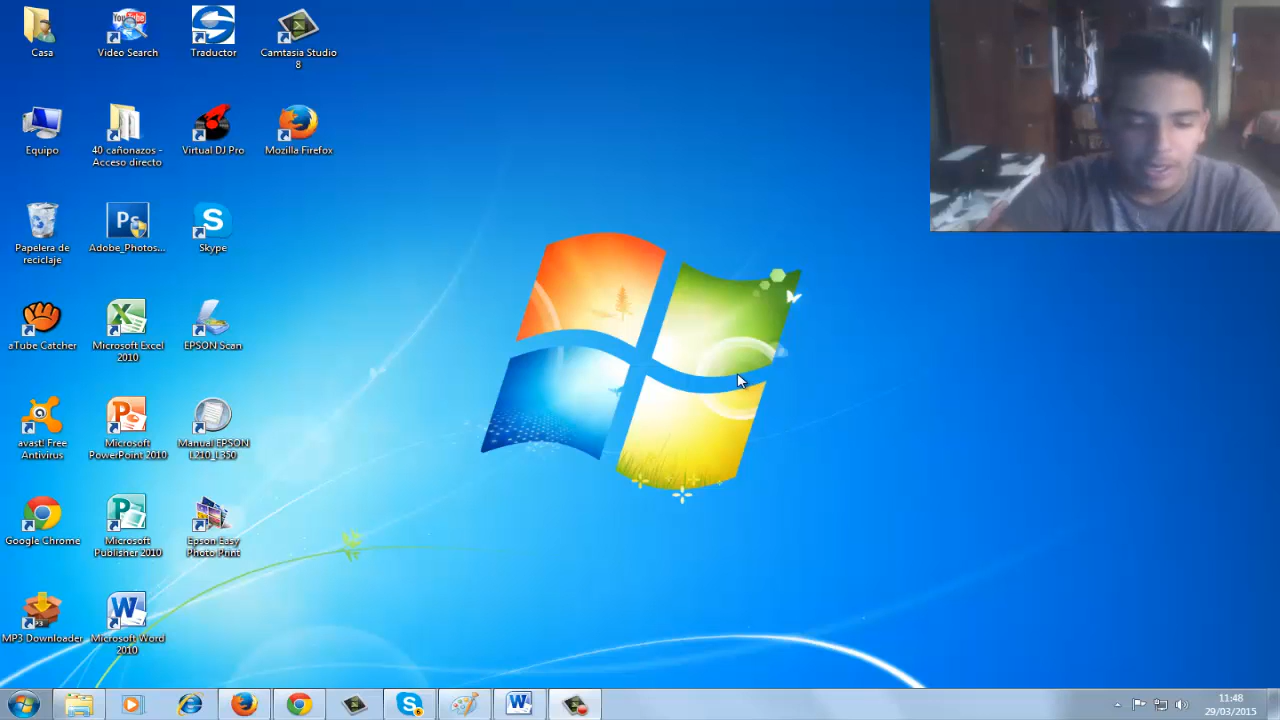 Casa
Video Search
Traductor
Camtasia Studio
8
Equipo
40 cañonazos -
Acceso directo
Virtual DJ Pro
Mozilla Firefox
Papelera de
reciclaje
Adobe_Photos...
Skype
aTube Catcher
Microsoft Excel
2010
EPSON Scan
avast! Free
Antivirus
Microsoft
PowerPoint 2010
Manual EPSON
L210_L350
Google Chrome
Microsoft
Publisher 2010
Epson Easy
Photo Print
MP3 Downloader
Microsoft Word
2010
11:48
29/03/2015